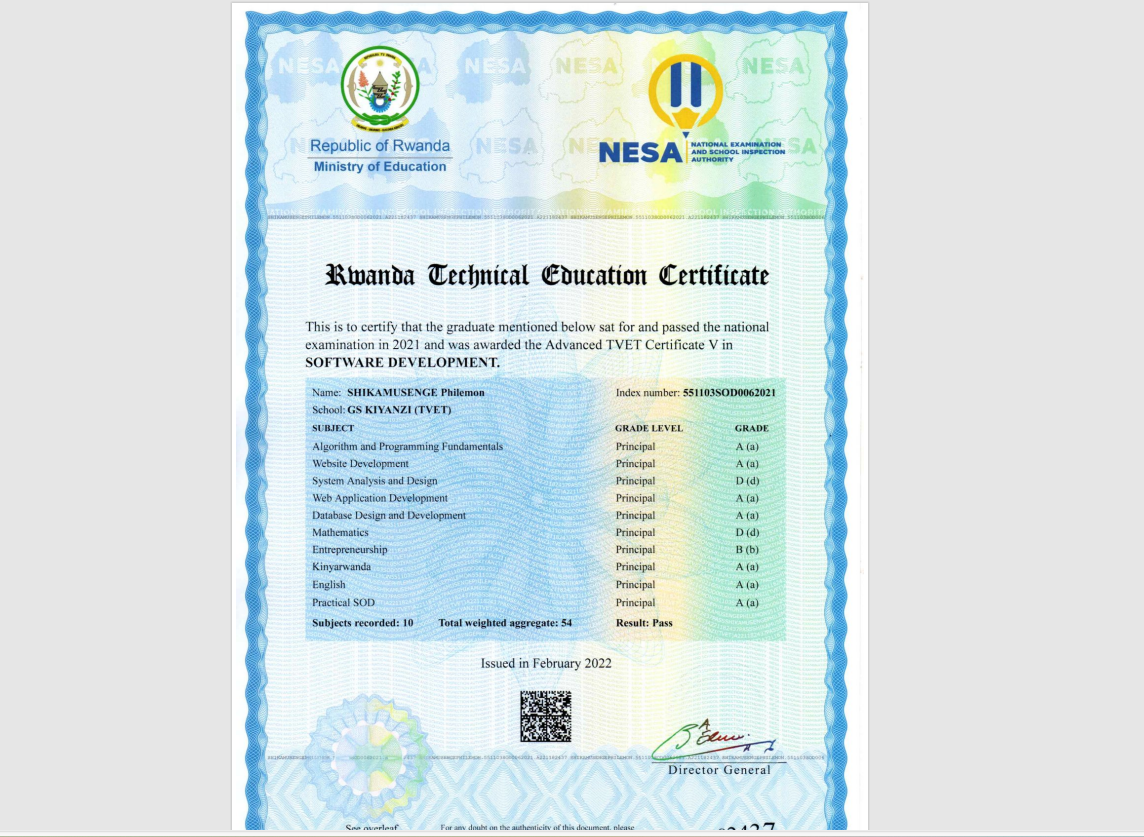 Republic of Rwanda
Ministry of Education
NESA
NATIONAL EXAMINATION
AND SCHOOL INSPECTION
AUTHORITY
Rwanda Technical Education Certificate
This is to certify that the graduate mentioned below sat for and passed the national
examination in 2021 and was awarded the Advanced TVET Certificate V in
SOFTWARE DEVELOPMENT.
Name: SHIKAMUSENGE Philemon Index number: 551103SOD0062021
School: GS KIYANZI (TVET)
SUBJECT GRADE LEVEL GRADE
Algorithm and Programming Fundamentals Principal A (a)
Website Development Principal A (a)
System Analysis and Design Principal D (d)
Web Application Development Principal A (a)
Database Design and Development Principal A (a)
Mathematics Principal D (d)
Entrepreneurship Principal B (b)
Kinyarwanda Principal A (a)
English Principal A (a)
Practical SOD Principal A (a)
Subjects recorded: 10 Total weighted aggregate: 54 Result: Pass
Issued in February 2022
Director General
See overleaf
For any doubt on the authenticity of this document, please